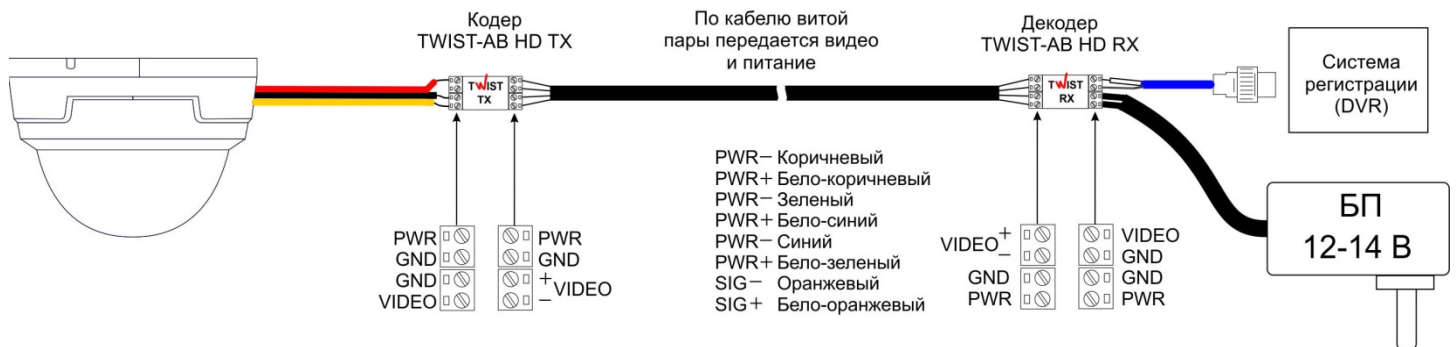 Кодер
TWIST-AB HD TX
По кабелю витой
пары передается видео
и питание
Декодер
TWIST-AB HD RX
Система
регистрации
(DVR)
TWIST
TX
TWIST
RX
PWR− Коричневый
PWR+ Бело-коричневый
PWR− Зеленый
PWR+ Бело-синий
PWR− Синий
PWR+ Бело-зеленый
SIG− Оранжевый
SIG+ Бело-оранжевый
PWR
GND
GND
VIDEO
PWR
GND
+
VIDEO
−
VIDEO +
−
GND
PWR
VIDEO
GND
GND
PWR
БП
12-14 В